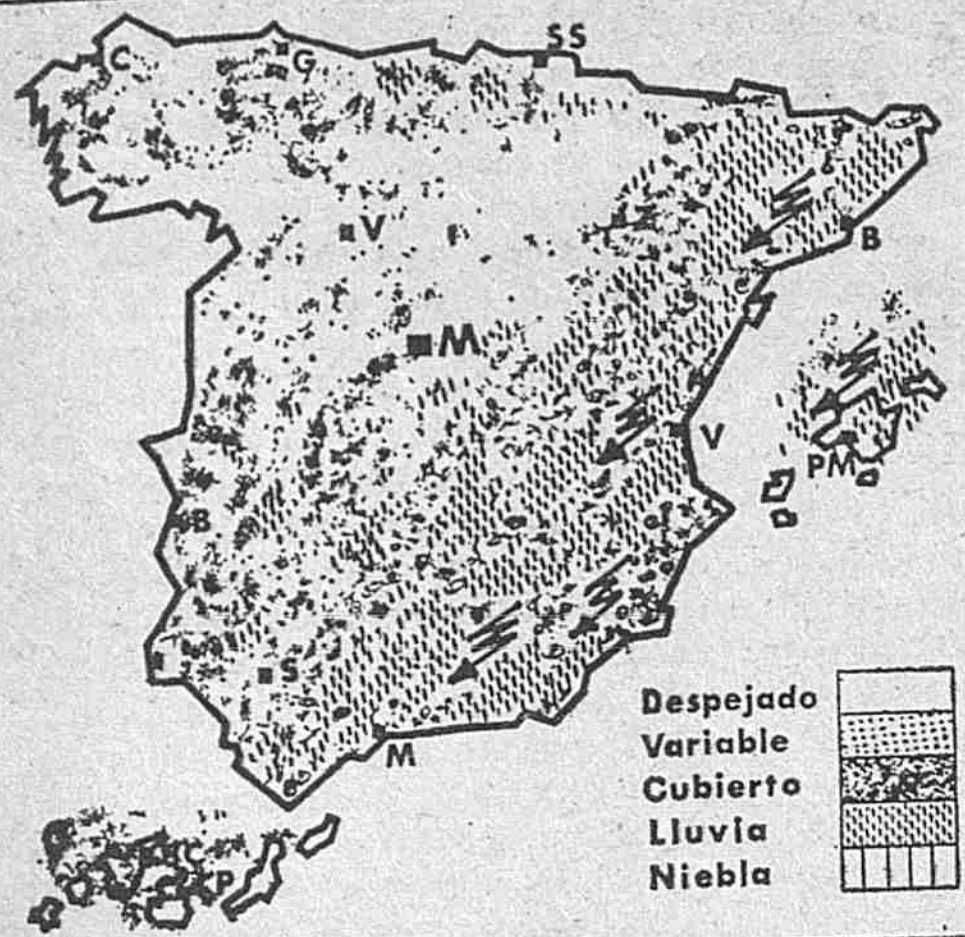 SS
C
G
V
B
M
V
PM
B
S
M
C
P
Despejado
Variable
Cubierto
Lluvia
Niebla